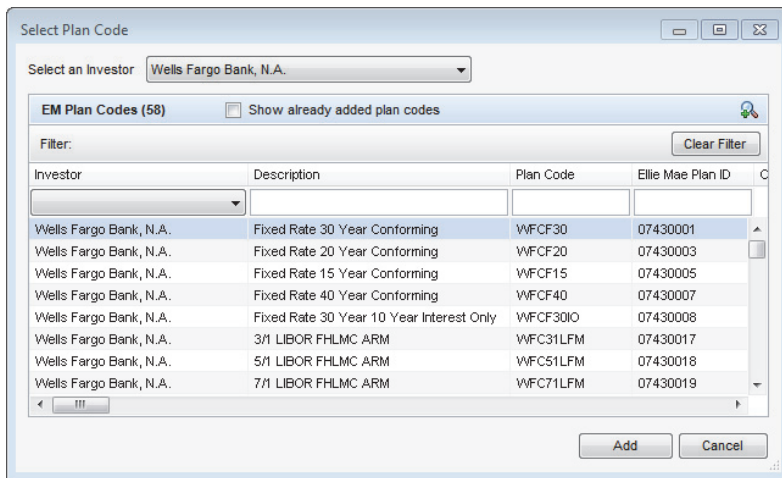 Select Plan Code
Select an Investor Wells Fargo Bank, N.A.
EM Plan Codes (58) Show already added plan codes
Filter: Clear Filter
Investor Description Plan Code Ellie Mae Plan ID C
Wells Fargo Bank, N.A. Fixed Rate 30 Year Conforming WFCF30 07430001
Wells Fargo Bank, N.A. Fixed Rate 20 Year Conforming WFCF20 07430003
Wells Fargo Bank, N.A. Fixed Rate 15 Year Conforming WFCF15 07430005
Wells Fargo Bank, N.A. Fixed Rate 40 Year Conforming WFCF40 07430007
Wells Fargo Bank, N.A. Fixed Rate 30 Year 10 Year Interest Only WFCF30IO 07430008
Wells Fargo Bank, N.A. 3/1 LIBOR FHLMC ARM WFC31LFM 07430017
Wells Fargo Bank, N.A. 5/1 LIBOR FHLMC ARM WFC51LFM 07430018
Wells Fargo Bank, N.A. 7/1 LIBOR FHLMC ARM WFC71LFM 07430019
Add Cancel